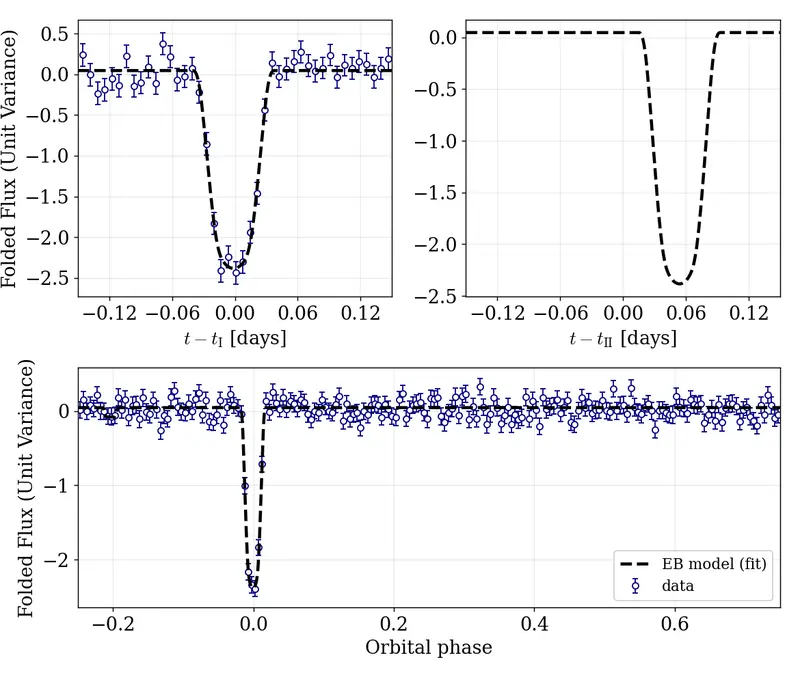 Folded Flux (Unit Variance)
0.5
0.0
−0.5
−1.0
−1.5
−2.0
−2.5
−0.12 −0.06 0.00 0.06 0.12
t − tI [days]
0.0
−0.5
−1.0
−1.5
−2.0
−2.5
−0.12 −0.06 0.00 0.06 0.12
t − tII [days]
Folded Flux (Unit Variance)
0
−1
−2
−0.2 0.0 0.2 0.4 0.6
Orbital phase
EB model (fit)
data